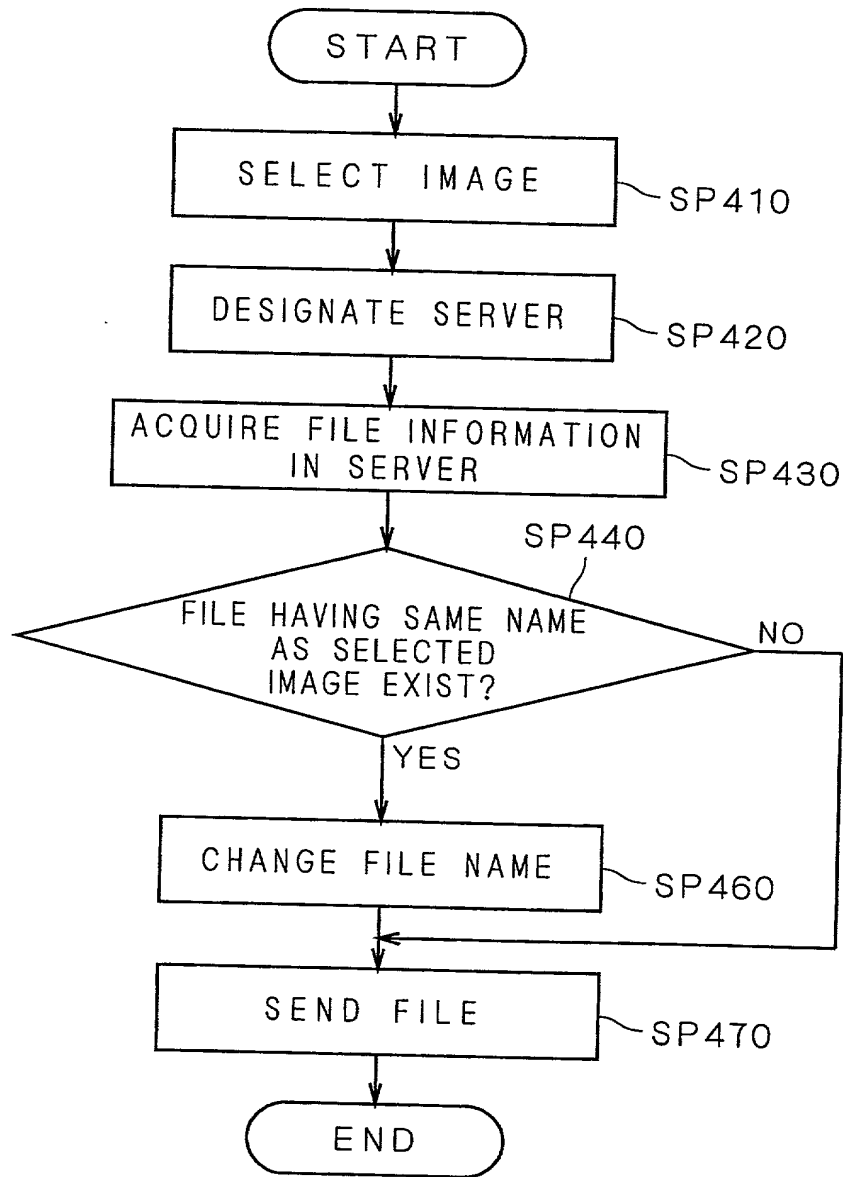 START
SELECT IMAGE
SP410
DESIGNATE SERVER
SP420
ACQUIRE FILE INFORMATION
IN SERVER
SP430
SP440
FILE HAVING SAME NAME
AS SELECTED
IMAGE EXIST?
NO
YES
CHANGE FILE NAME
SP460
SEND FILE
SP470
END